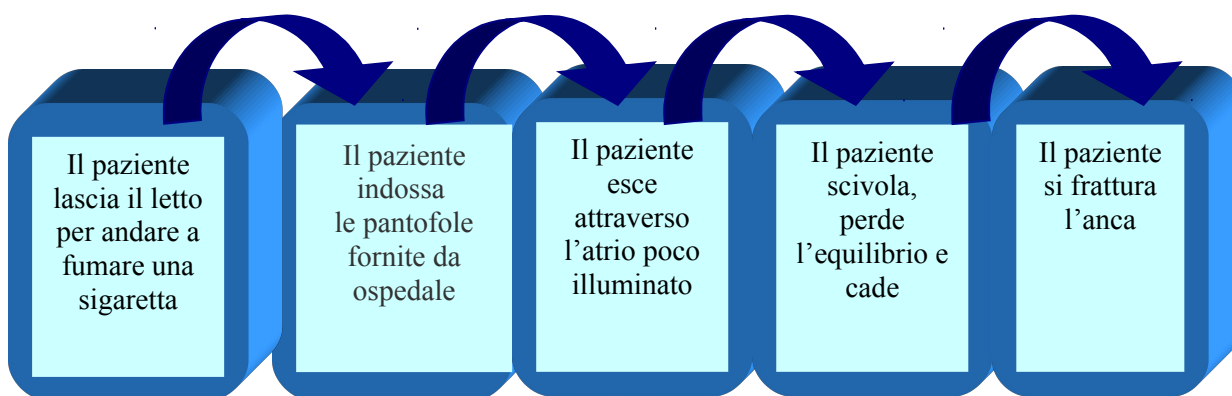 Il paziente
lascia il letto
per andare a
fumare una
sigaretta
Il paziente
indossa
le pantofole
fornite da
ospedale
Il paziente
esce
attraverso
l’atrio poco
illuminato
Il paziente
scivola,
perde
l’equilibrio e
cade
Il paziente
si frattura
l’anca